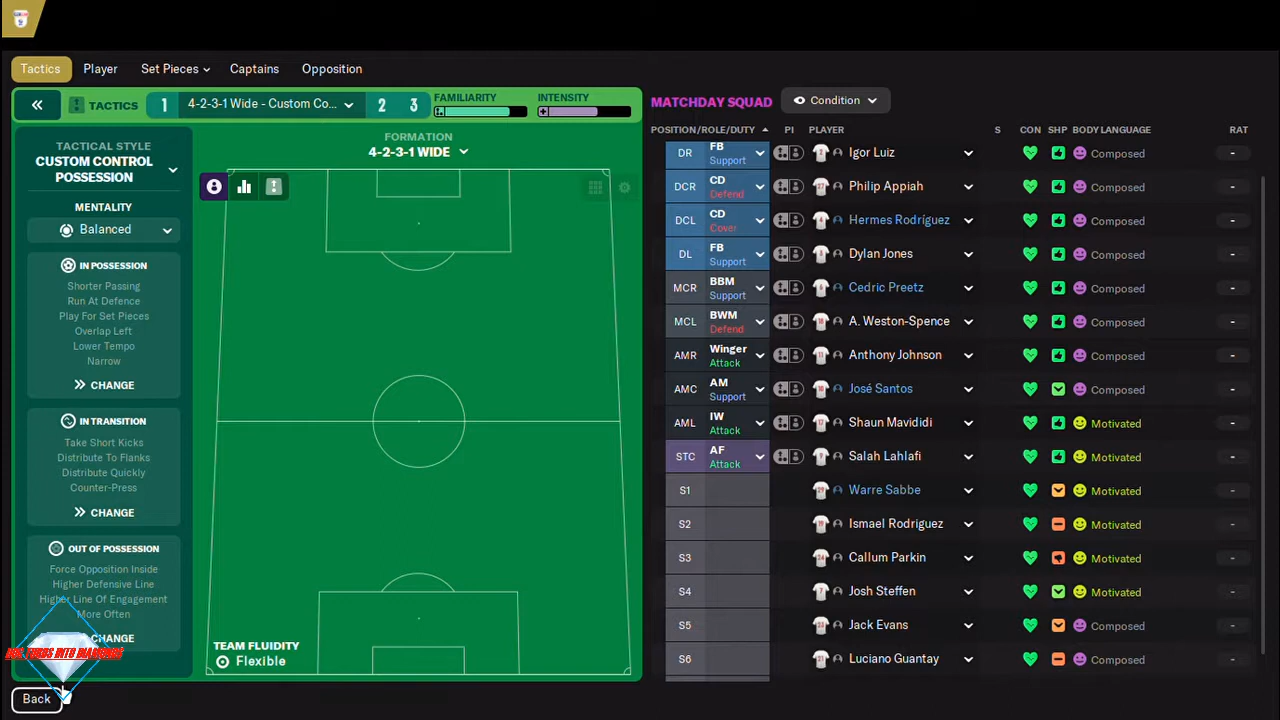 Tactics
Player
Set Pieces
Captains
Opposition
TACTICS
1
4-2-3-1 Wide - Custom Co...
2
3
FAMILIARITY
INTENSITY
TACTICAL STYLE
CUSTOM CONTROL
POSSESSION
MENTALITY
Balanced
IN POSSESSION
Shorter Passing
Run At Defence
Play For Set Pieces
Overlap Left
Lower Tempo
Narrow
CHANGE
IN TRANSITION
Take Short Kicks
Distribute To Flanks
Distribute Quickly
Counter-Press
CHANGE
OUT OF POSSESSION
Force Opposition Inside
Higher Defensive Line
Higher Line Of Engagement
More Often
CHANGE
Back
FORMATION
4-2-3-1 WIDE
TEAM FLUIDITY
Flexible
MATCHDAY SQUAD
Condition
POSITION/ROLE/DUTY PI PLAYER S CON SHP BODY LANGUAGE RAT
DR FB Support Igor Luiz Composed -
DCR CD Defend Philip Appiah Composed -
DCL CD Cover Hermes Rodríguez Composed -
DL FB Support Dylan Jones Composed -
MCR BBM Support Cedric Preetz Composed -
MCL BWM Defend A. Weston-Spence Composed -
AMR Winger Attack Anthony Johnson Composed -
AMC AM Support José Santos Composed -
AML IW Attack Shaun Mavididi Motivated -
STC AF Attack Salah Lahlafi Motivated -
S1 Warre Sabbe Motivated -
S2 Ismael Rodriguez Motivated -
S3 Callum Parkin Motivated -
S4 Josh Steffen Motivated -
S5 Jack Evans Composed -
S6 Luciano Guantay Composed -